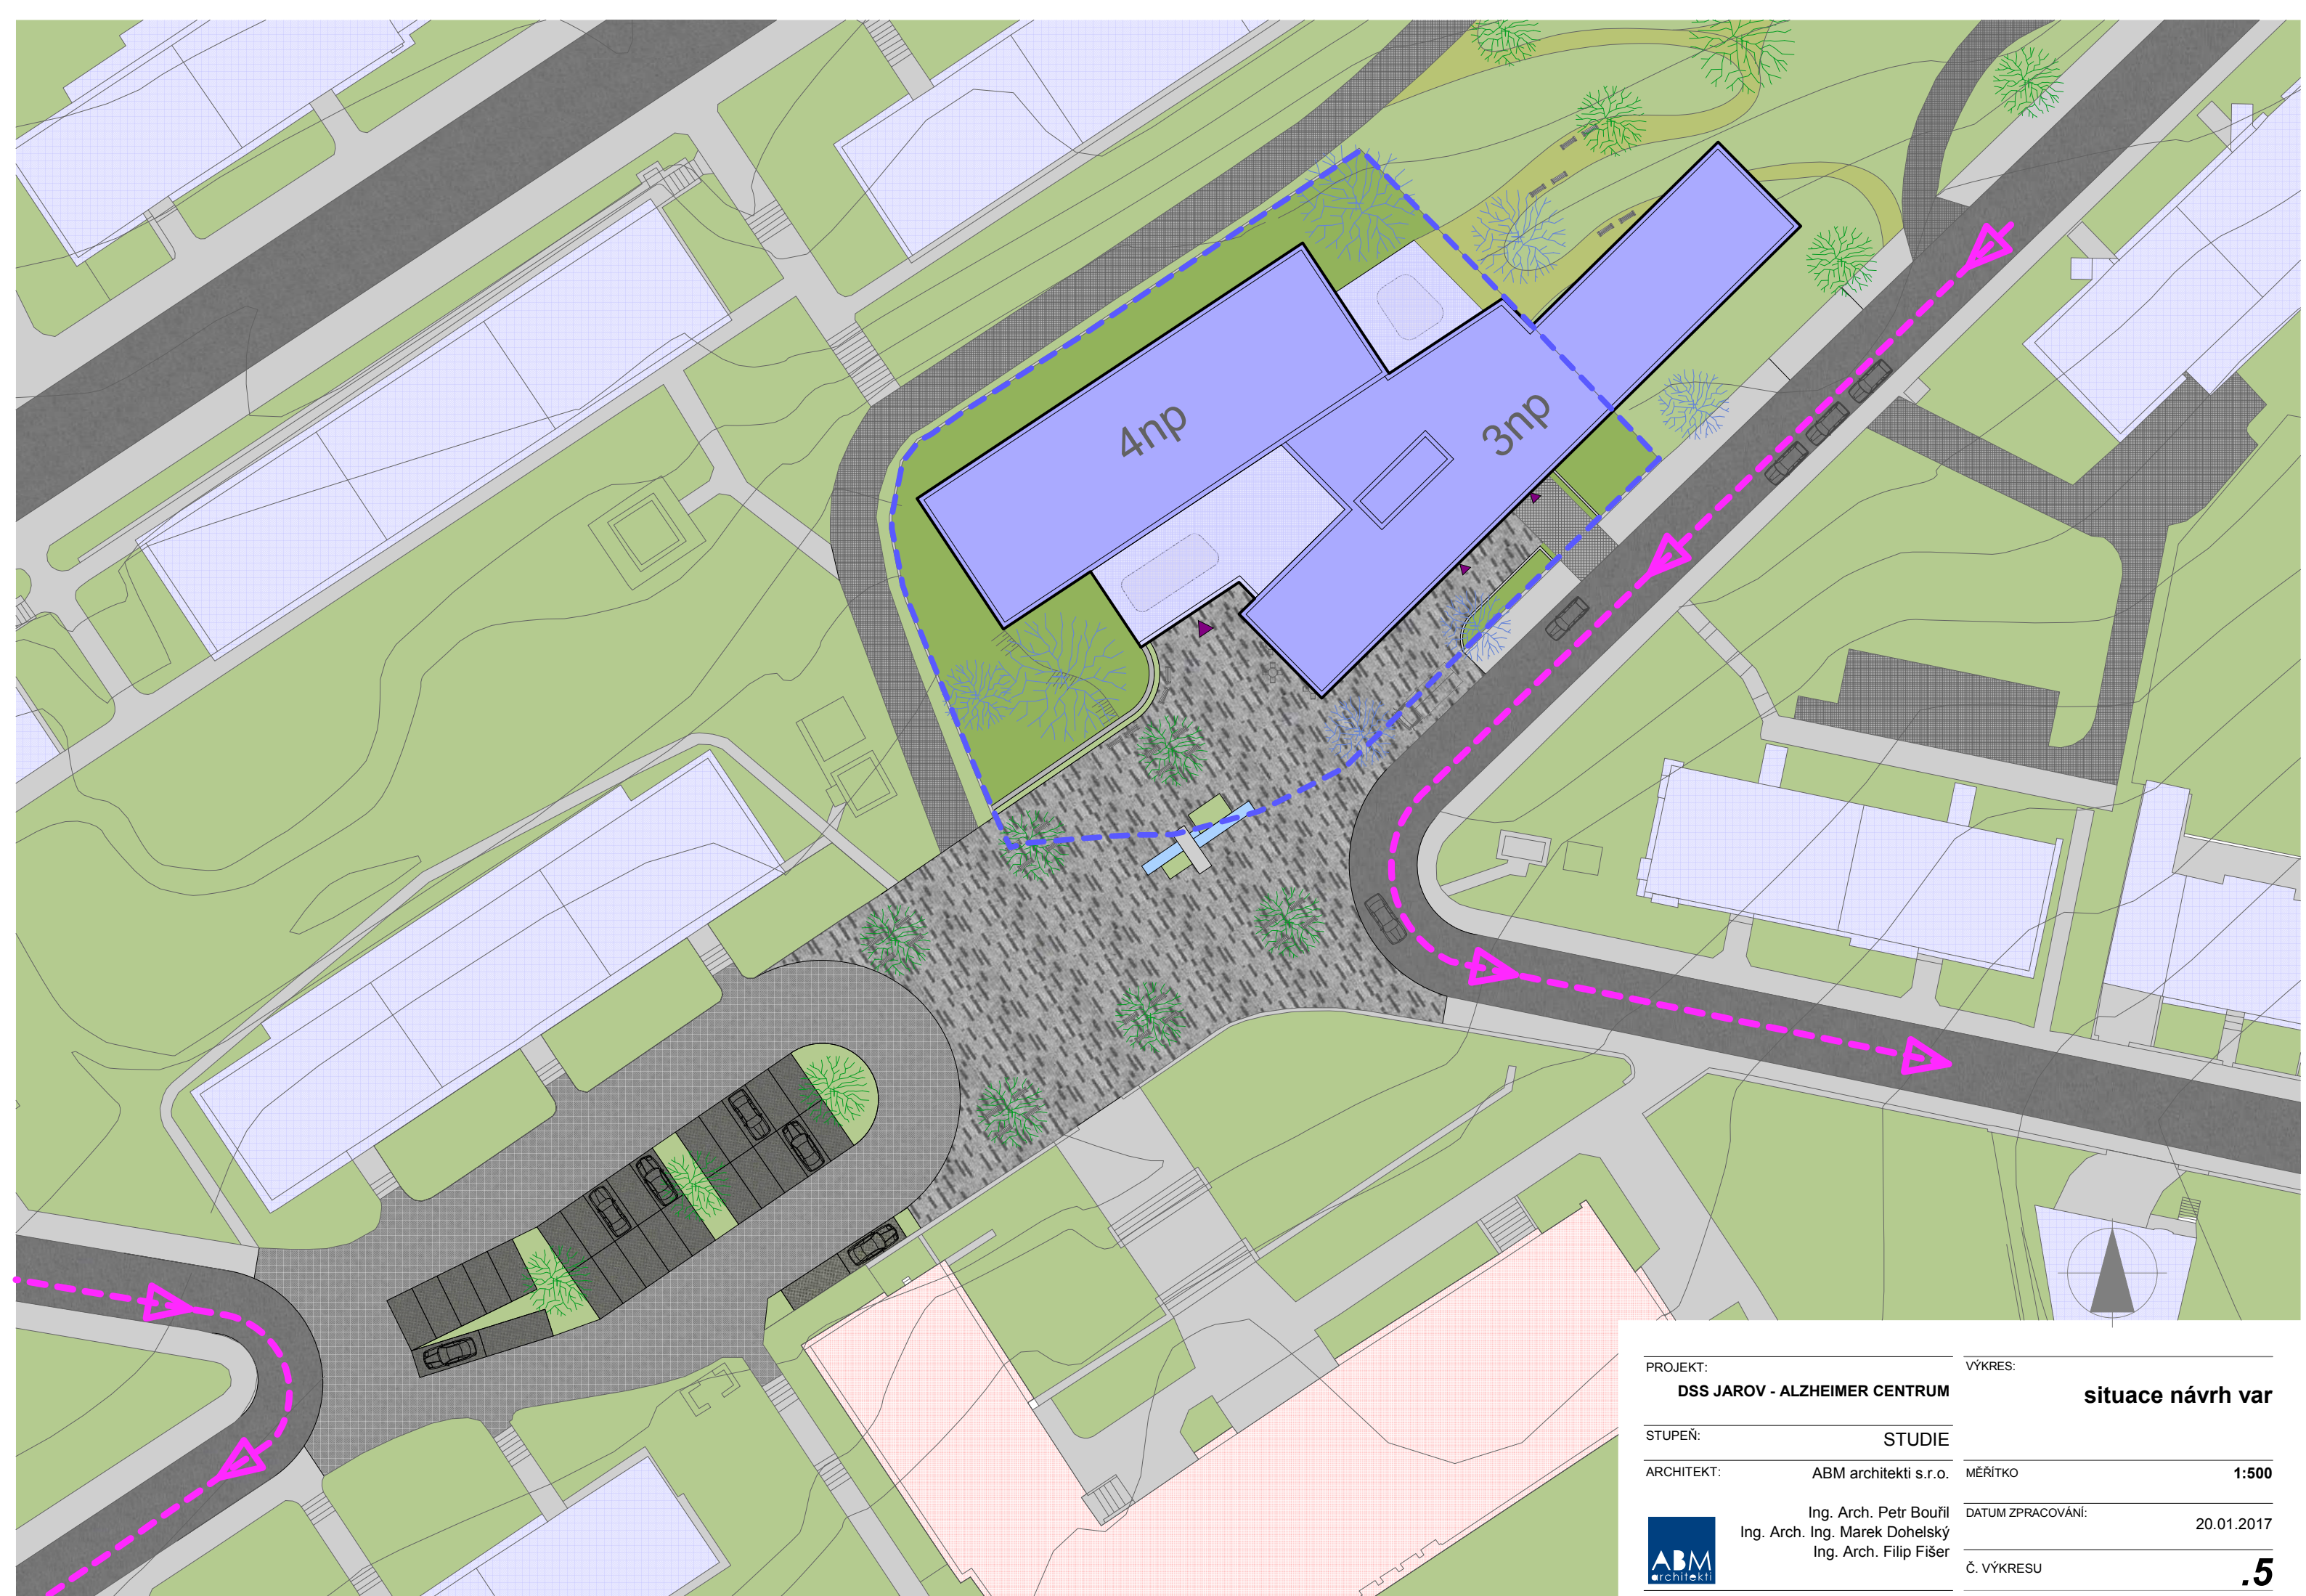 4np
3np
PROJEKT:
DSS JAROV - ALZHEIMER CENTRUM
VÝKRES:
situace návrh var
STUPEŇ:
STUDIE
ARCHITEKT:
ABM architekti s.r.o.
MĚŘÍTKO
1:500
Ing. Arch. Petr Bouřil
Ing. Arch. Ing. Marek Dohelský
Ing. Arch. Filip Fišer
DATUM ZPRACOVÁNÍ:
20.01.2017
ABM
architekti
Č. VÝKRESU
.5